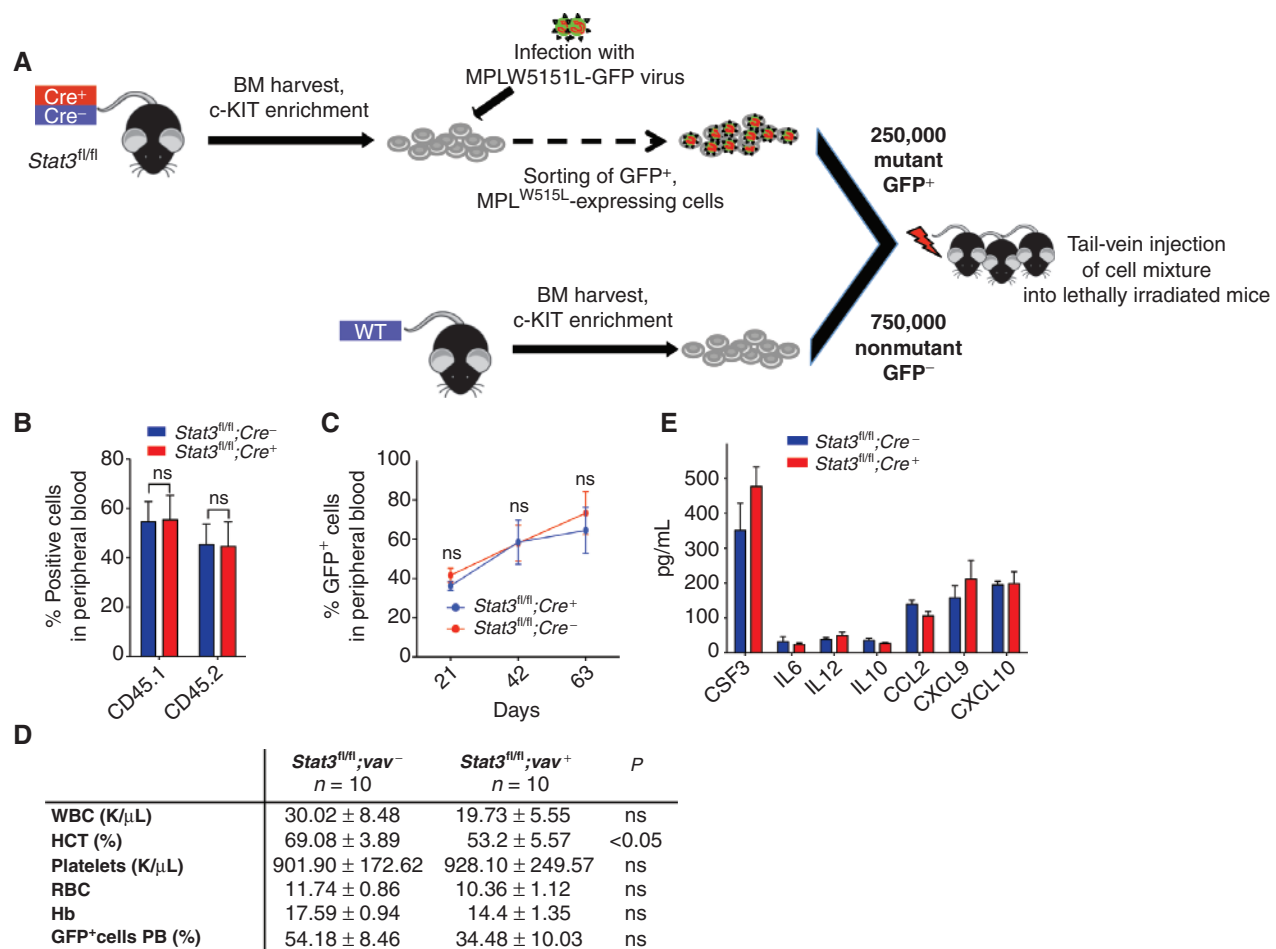 A
Cre+
Cre−
Stat3fl/fl
BM harvest,
c-KIT enrichment
Infection with
MPLW5151L-GFP virus
Sorting of GFP+,
MPLW515L-expressing cells
250,000
mutant
GFP+
Tail-vein injection
of cell mixture
into lethally irradiated mice
WT
BM harvest,
c-KIT enrichment
750,000
nonmutant
GFP−
B
Stat3fl/fl;Cre−
Stat3fl/fl;Cre+
% Positive cells
in peripheral blood
80
60
40
20
0
ns
ns
CD45.1
CD45.2
C
% GFP+ cells
in peripheral blood
100
80
60
40
20
0
ns
ns
ns
Stat3fl/fl;Cre+
Stat3fl/fl;Cre−
21
42
63
Days
E
Stat3fl/fl;Cre−
Stat3fl/fl;Cre+
pg/mL
500
400
300
200
100
0
CSF3
IL6
IL12
IL10
CCL2
CXCL9
CXCL10
D
Stat3fl/fl;vav− Stat3fl/fl;vav+ P
n = 10 n = 10
WBC (K/μL) 30.02 ± 8.48 19.73 ± 5.55 ns
HCT (%) 69.08 ± 3.89 53.2 ± 5.57 <0.05
Platelets (K/μL) 901.90 ± 172.62 928.10 ± 249.57 ns
RBC 11.74 ± 0.86 10.36 ± 1.12 ns
Hb 17.59 ± 0.94 14.4 ± 1.35 ns
GFP+cells PB (%) 54.18 ± 8.46 34.48 ± 10.03 ns